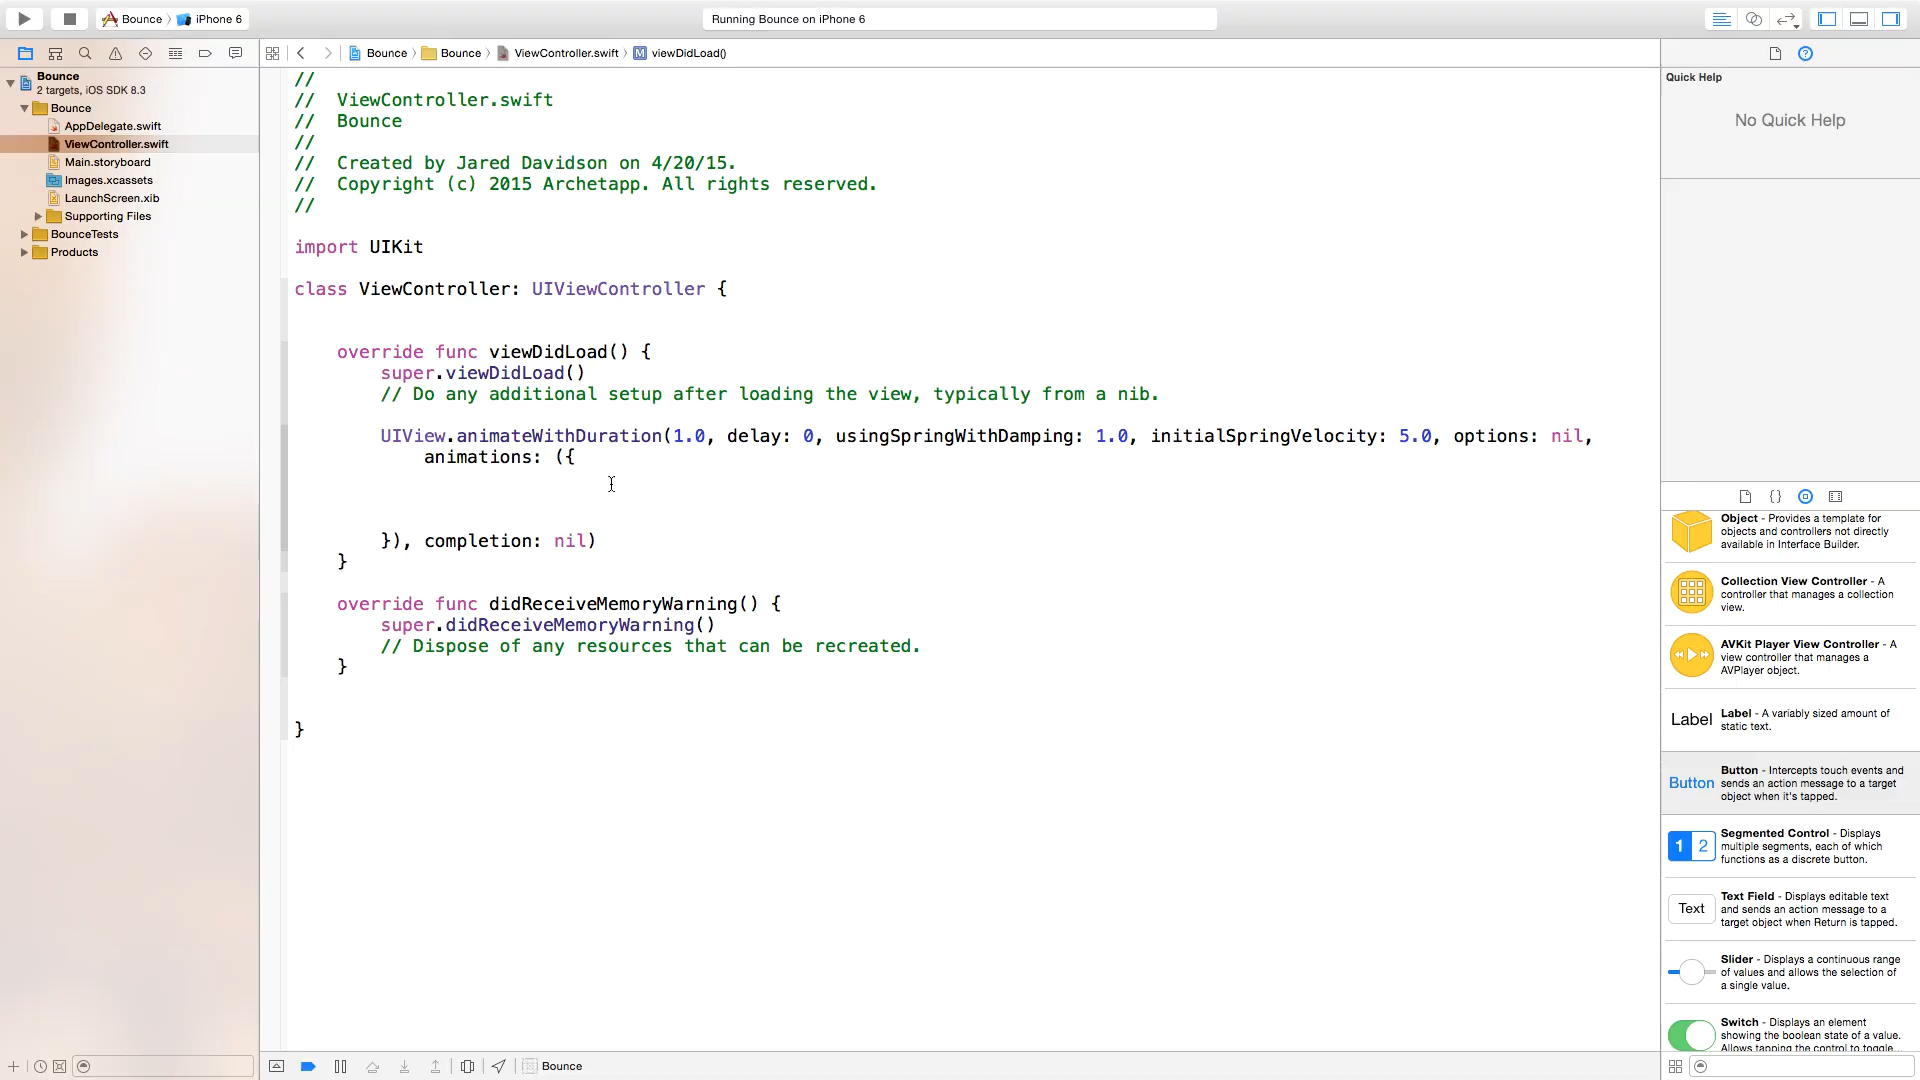 Bounce
iPhone 6
Running Bounce on iPhone 6
Bounce
2 targets, iOS SDK 8.3
Bounce
AppDelegate.swift
ViewController.swift
Main.storyboard
Images.xcassets
LaunchScreen.xib
Supporting Files
BounceTests
Products
Bounce
Bounce
ViewController.swift
M
viewDidLoad()
//
//  ViewController.swift
//  Bounce
//
//  Created by Jared Davidson on 4/20/15.
//  Copyright (c) 2015 Archetapp. All rights reserved.
//
import UIKit
class ViewController: UIViewController {
override func viewDidLoad() {
super.viewDidLoad()
// Do any additional setup after loading the view, typically from a nib.
UIView.animateWithDuration(1.0, delay: 0, usingSpringWithDamping: 1.0, initialSpringVelocity: 5.0, options: nil,
animations: ({
}), completion: nil)
}
override func didReceiveMemoryWarning() {
super.didReceiveMemoryWarning()
// Dispose of any resources that can be recreated.
}
}
Bounce
Quick Help
No Quick Help
Object - Provides a template for
objects and controllers not directly
available in Interface Builder.
Collection View Controller - A
controller that manages a collection
view.
AVKit Player View Controller - A
view controller that manages a
AVPlayer object.
Label
Label - A variably sized amount of
static text.
Button
Button - Intercepts touch events and
sends an action message to a target
object when it's tapped.
1 2
Segmented Control - Displays
multiple segments, each of which
functions as a discrete button.
Text
Text Field - Displays editable text
and sends an action message to a
target object when Return is tapped.
Slider - Displays a continuous range
of values and allows the selection of
a single value.
Switch - Displays an element
showing the boolean state of a value.
Allows tapping the control to toggle...